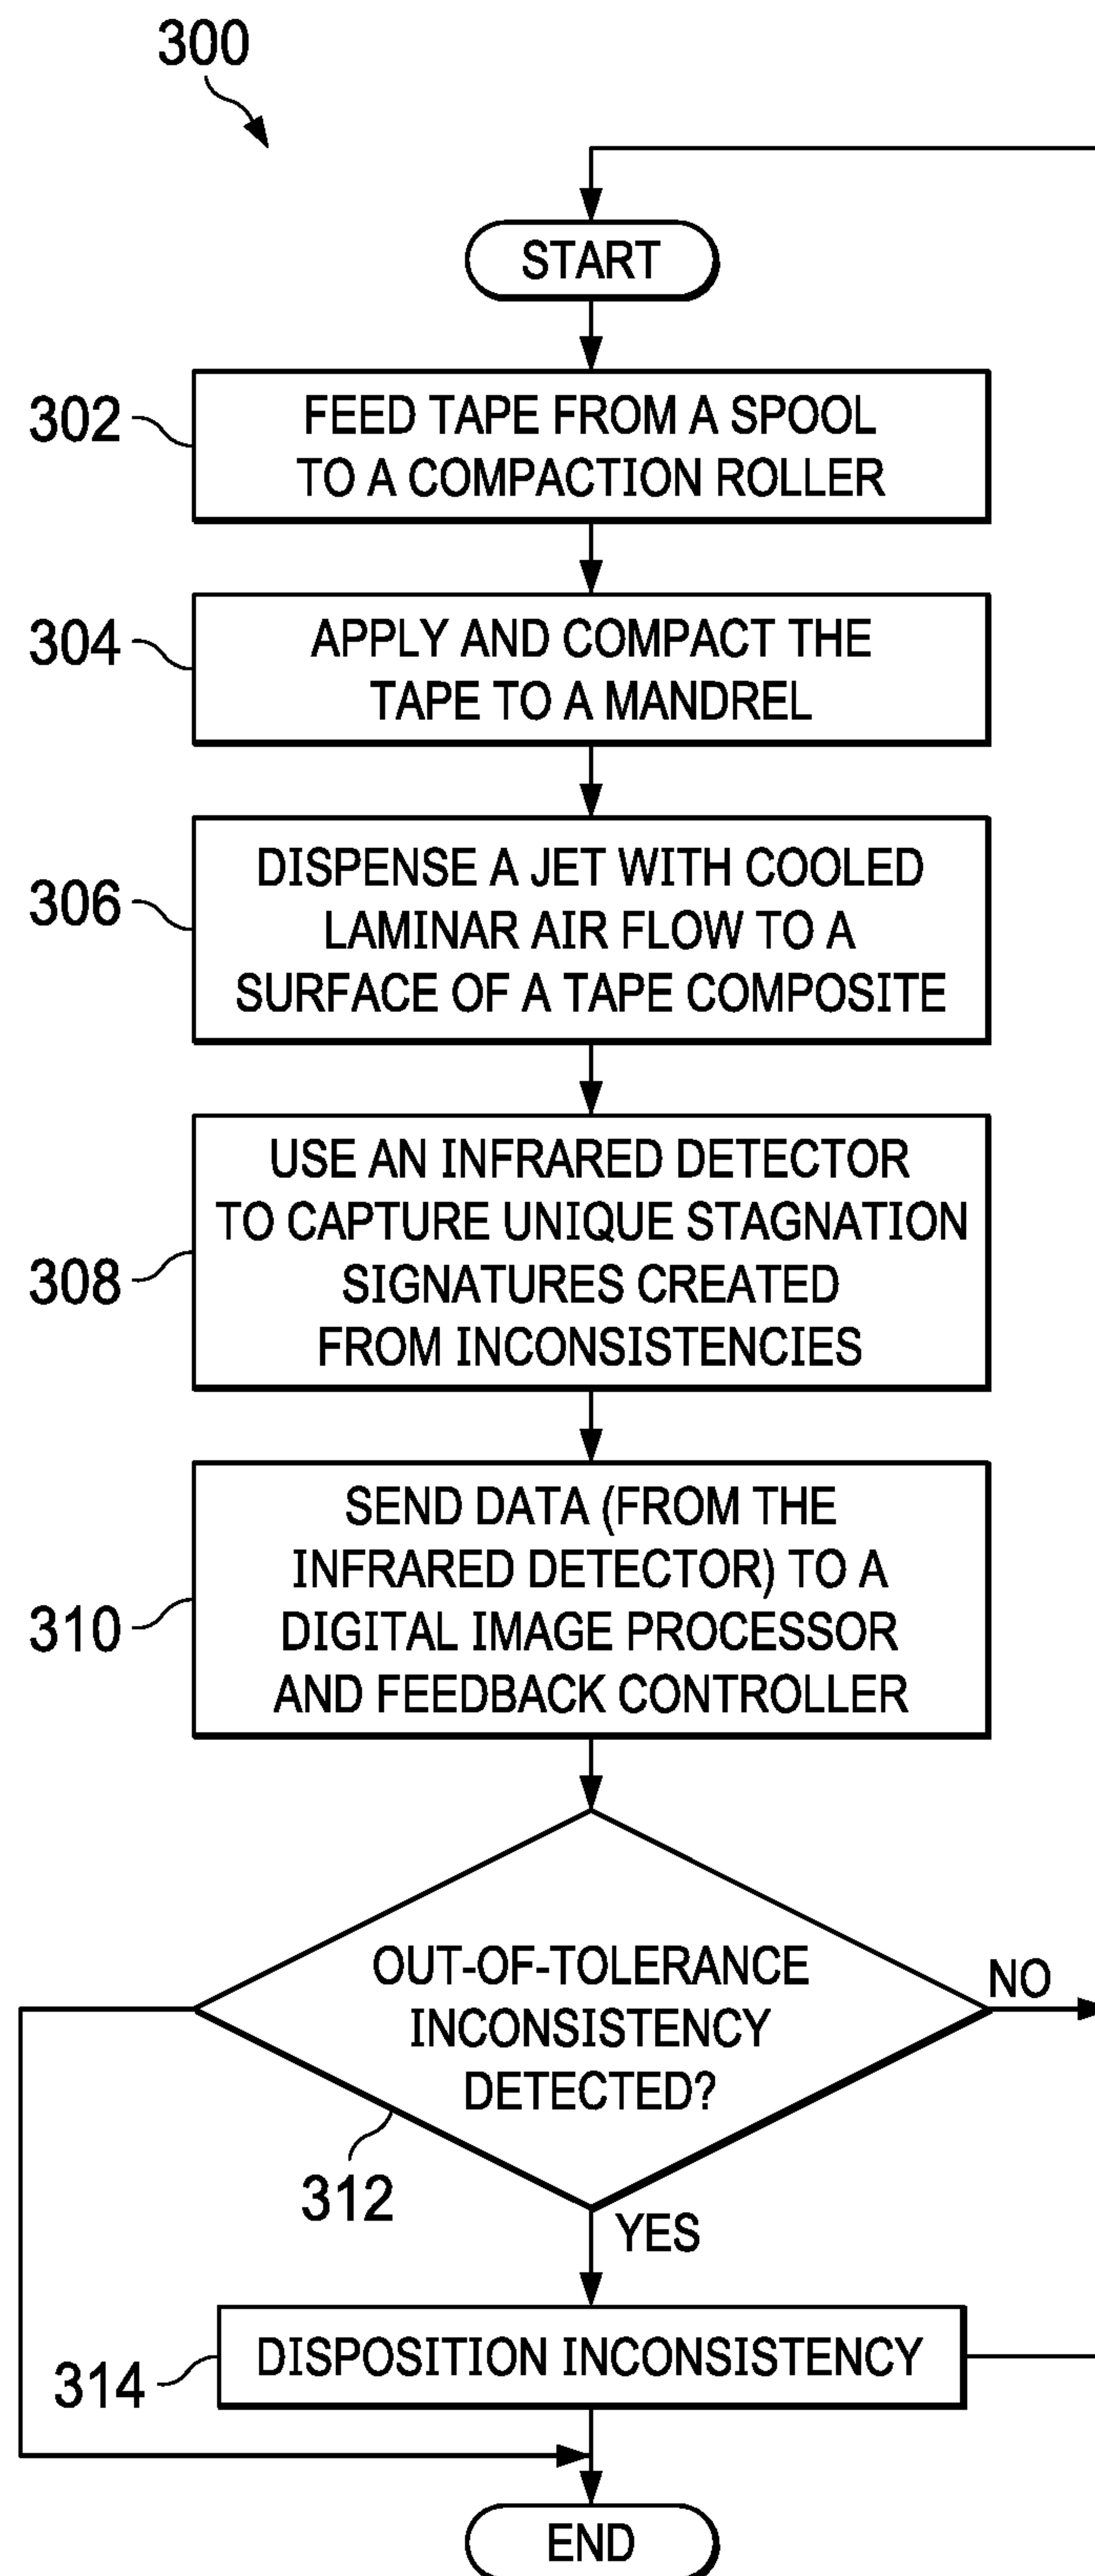 300
START
302
FEED TAPE FROM A SPOOL
TO A COMPACTION ROLLER
304
APPLY AND COMPACT THE
TAPE TO A MANDREL
306
DISPENSE A JET WITH COOLED
LAMINAR AIR FLOW TO A
SURFACE OF A TAPE COMPOSITE
308
USE AN INFRARED DETECTOR
TO CAPTURE UNIQUE STAGNATION
SIGNATURES CREATED
FROM INCONSISTENCIES
310
SEND DATA (FROM THE
INFRARED DETECTOR) TO A
DIGITAL IMAGE PROCESSOR
AND FEEDBACK CONTROLLER
OUT-OF-TOLERANCE
INCONSISTENCY
DETECTED?
NO
312
YES
314
DISPOSITION INCONSISTENCY
END